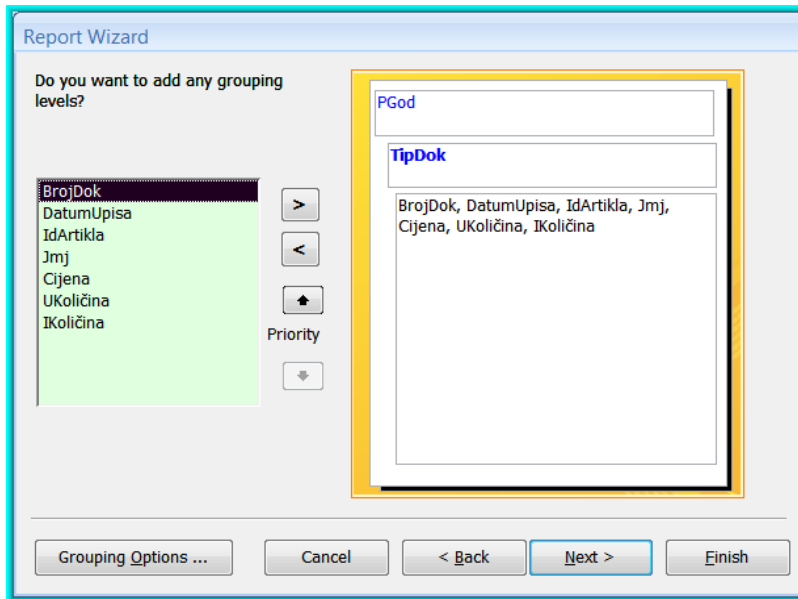 Report Wizard
Do you want to add any grouping
levels?
BrojDok
DatumUpisa
IdArtikla
Jmj
Cijena
UKoličina
IKoličina
>
<
Priority
PGod
TipDok
BrojDok, DatumUpisa, IdArtikla, Jmj,
Cijena, UKoličina, IKoličina
Grouping Options ...
Cancel
< Back
Next >
Finish